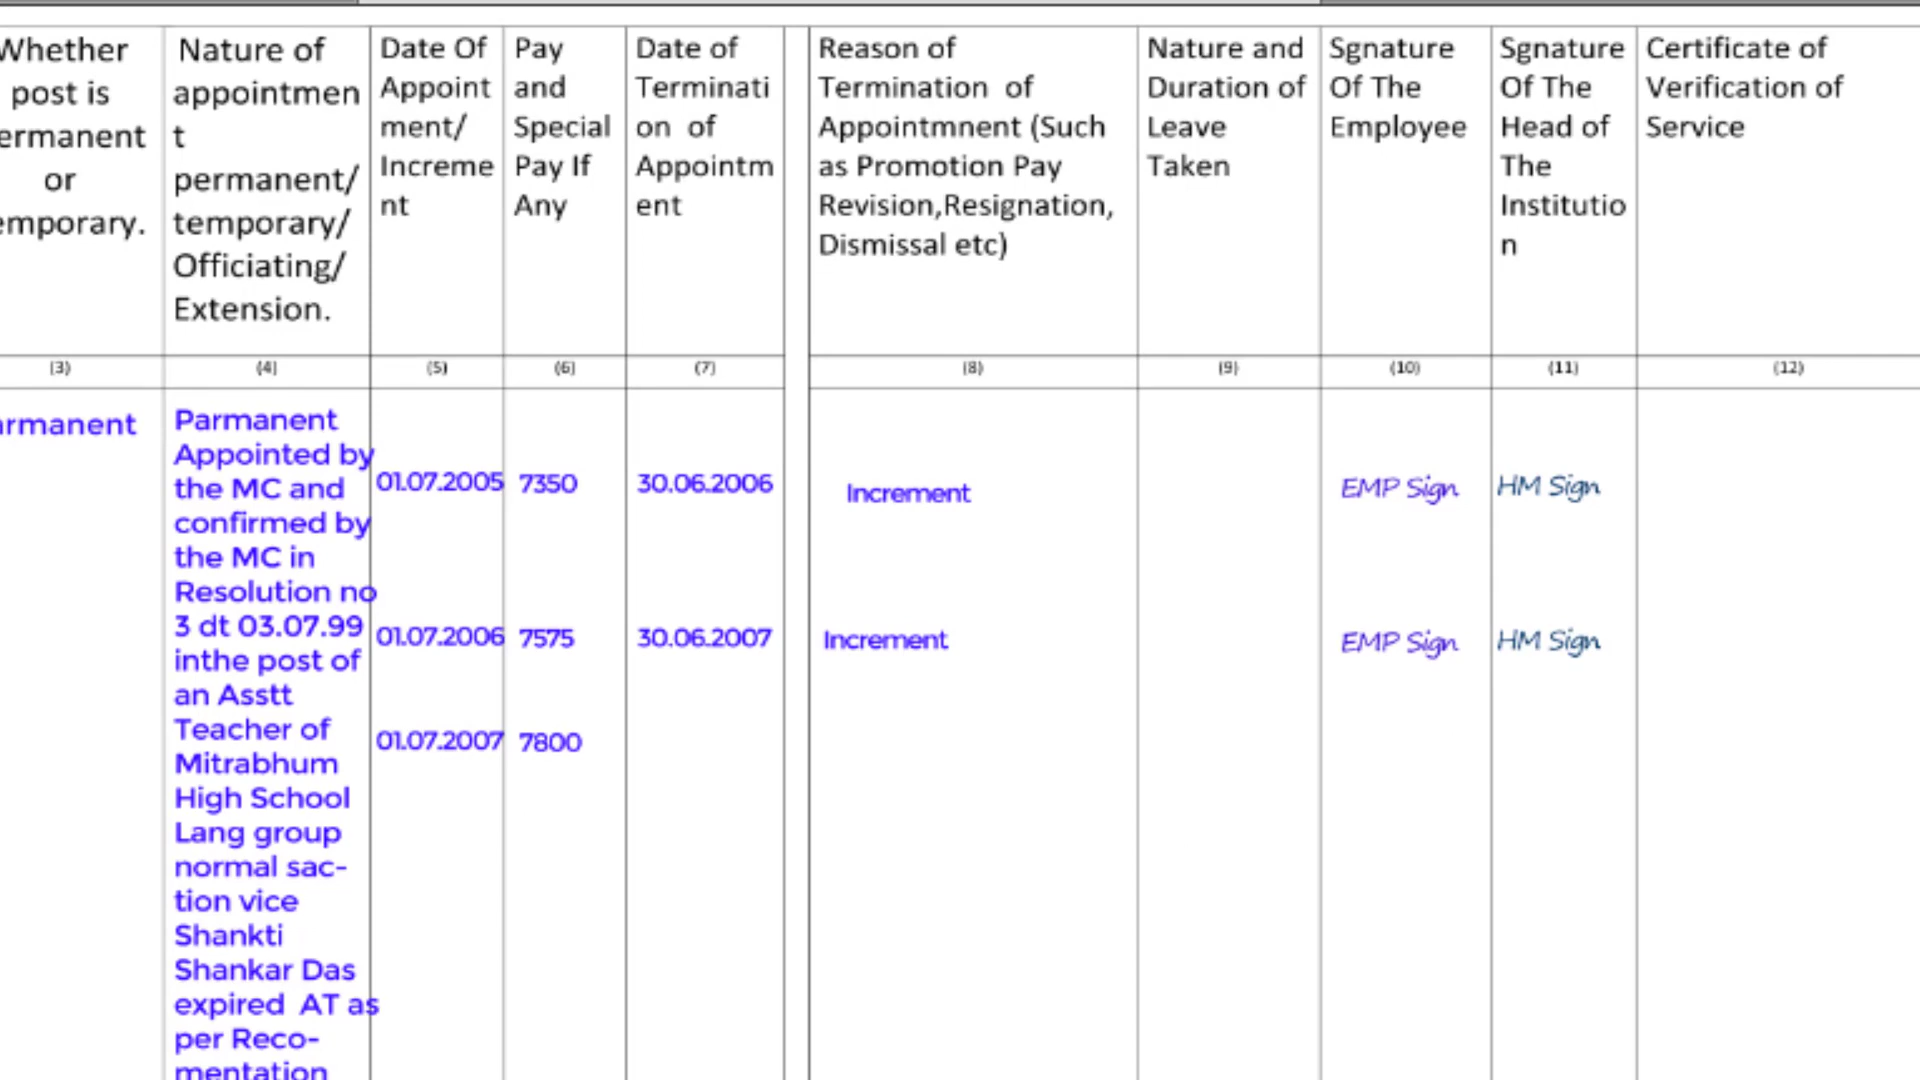 Whether
post is
ermanent
or
emporary.
Nature of
appointmen
t
permanent/
temporary/
Officiating/
Extension.
Date Of
Appoint
ment/
Increme
nt
Pay
and
Special
Pay If
Any
Date of
Terminati
on of
Appointm
ent
Reason of
Termination of
Appointmnent (Such
as Promotion Pay
Revision,Resignation,
Dismissal etc)
Nature and
Duration of
Leave
Taken
Sgnature
Of The
Employee
Sgnature
Of The
Head of
The
Institutio
n
Certificate of
Verification of
Service
(3) (4) (5) (6) (7) (8) (9) (10) (11) (12)
armanent
Parmanent
Appointed by
the MC and
confirmed by
the MC in
Resolution no
3 dt 03.07.99
inthe post of
an Asstt
Teacher of
Mitrabhum
High School
Lang group
normal sac-
tion vice
Shankti
Shankar Das
expired AT as
per Reco-
mentation
01.07.2005 7350 30.06.2006 Increment EMP Sign HM Sign
01.07.2006 7575 30.06.2007 Increment EMP Sign HM Sign
01.07.2007 7800